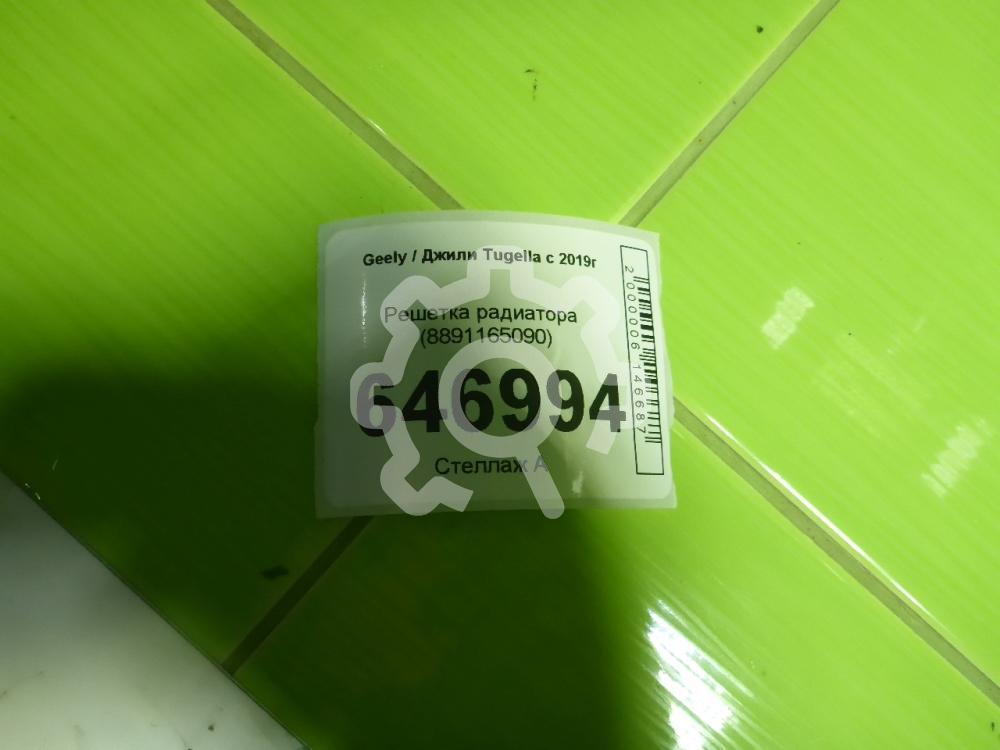 Geely / Джили Tugella с 2019г
Решетка радиатора
(8891165090)
646994
Стеллаж А
2000006146687